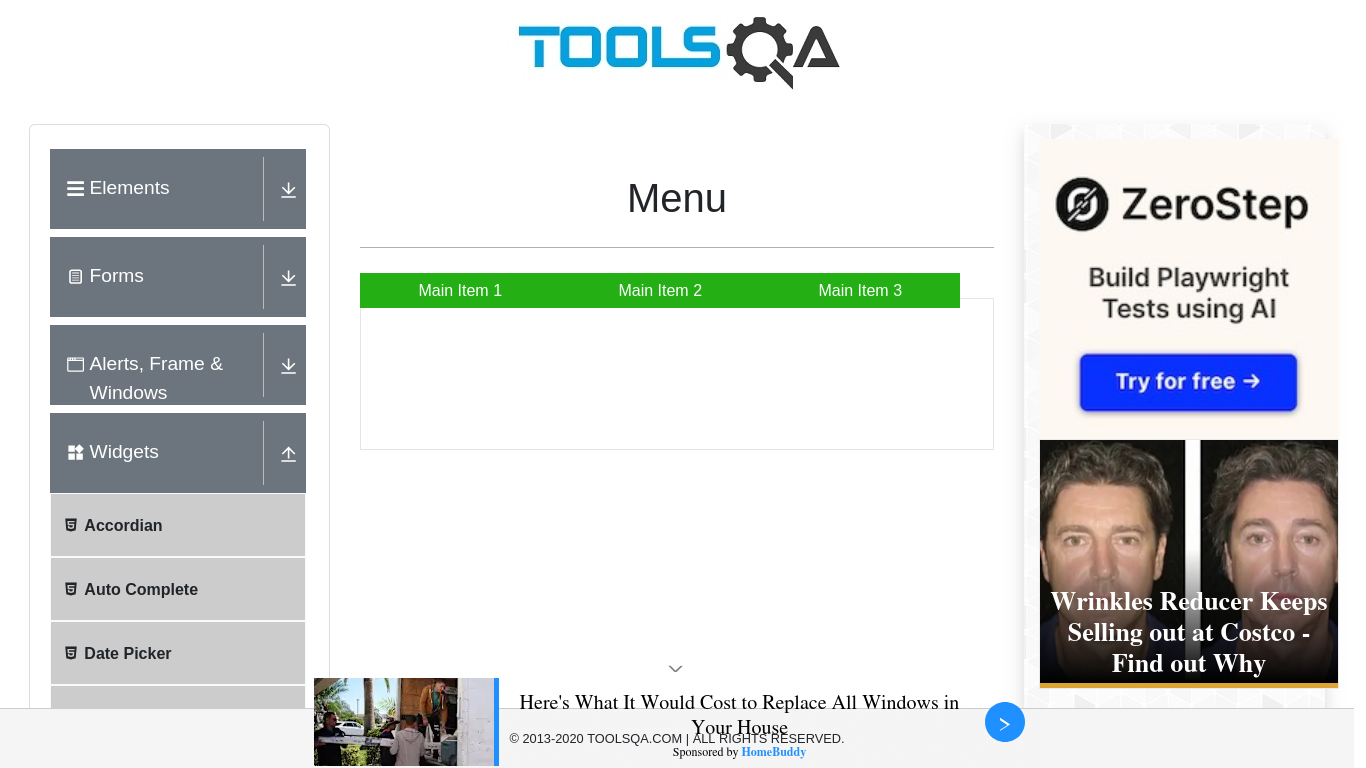 TOOLSQA
Elements
Forms
Alerts, Frame &
Windows
Widgets
Accordian
Auto Complete
Date Picker
Menu
Main Item 1
Main Item 2
Main Item 3
ZeroStep
Build Playwright
Tests using AI
Try for free →
Wrinkles Reducer Keeps
Selling out at Costco -
Find out Why
Here's What It Would Cost to Replace All Windows in
Your House
© 2013-2020 TOOLSQA.COM | ALL RIGHTS RESERVED.
Sponsored by HomeBuddy